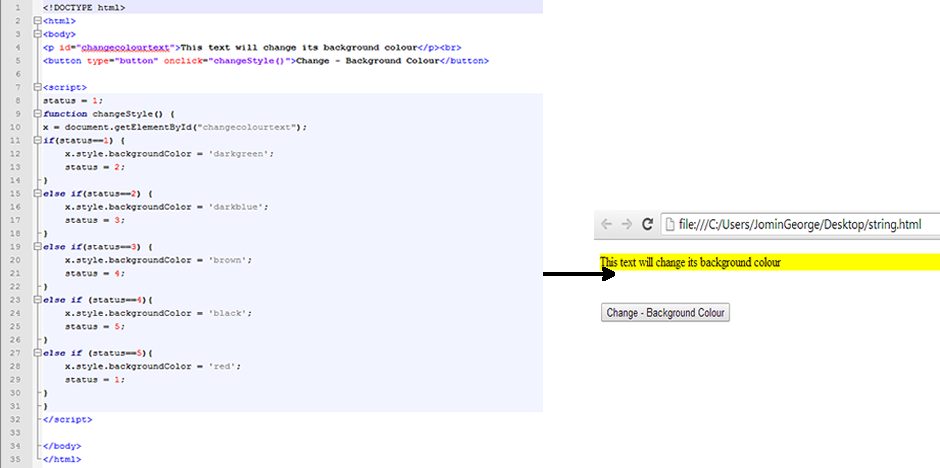 1 <!DOCTYPE html>
2 <html>
3 <body>
4 <p id="changecolourtext">This text will change its background colour</p><br>
5 <button type="button" onclick="changeStyle()">Change - Background Colour</button>
6
7 <script>
8 status = 1;
9 function changeStyle() {
10 x = document.getElementById("changecolourtext");
11 if(status==1) {
12 x.style.backgroundColor = 'darkgreen';
13 status = 2;
14 }
15 else if(status==2) {
16 x.style.backgroundColor = 'darkblue';
17 status = 3;
18 }
19 else if(status==3) {
20 x.style.backgroundColor = 'brown';
21 status = 4;
22 }
23 else if (status==4){
24 x.style.backgroundColor = 'black';
25 status = 5;
26 }
27 else if (status==5){
28 x.style.backgroundColor = 'red';
29 status = 1;
30 }
31 }
32 </script>
33
34 </body>
35 </html>
file:///C:/Users/JominGeorge/Desktop/string.html
This text will change its background colour
Change - Background Colour